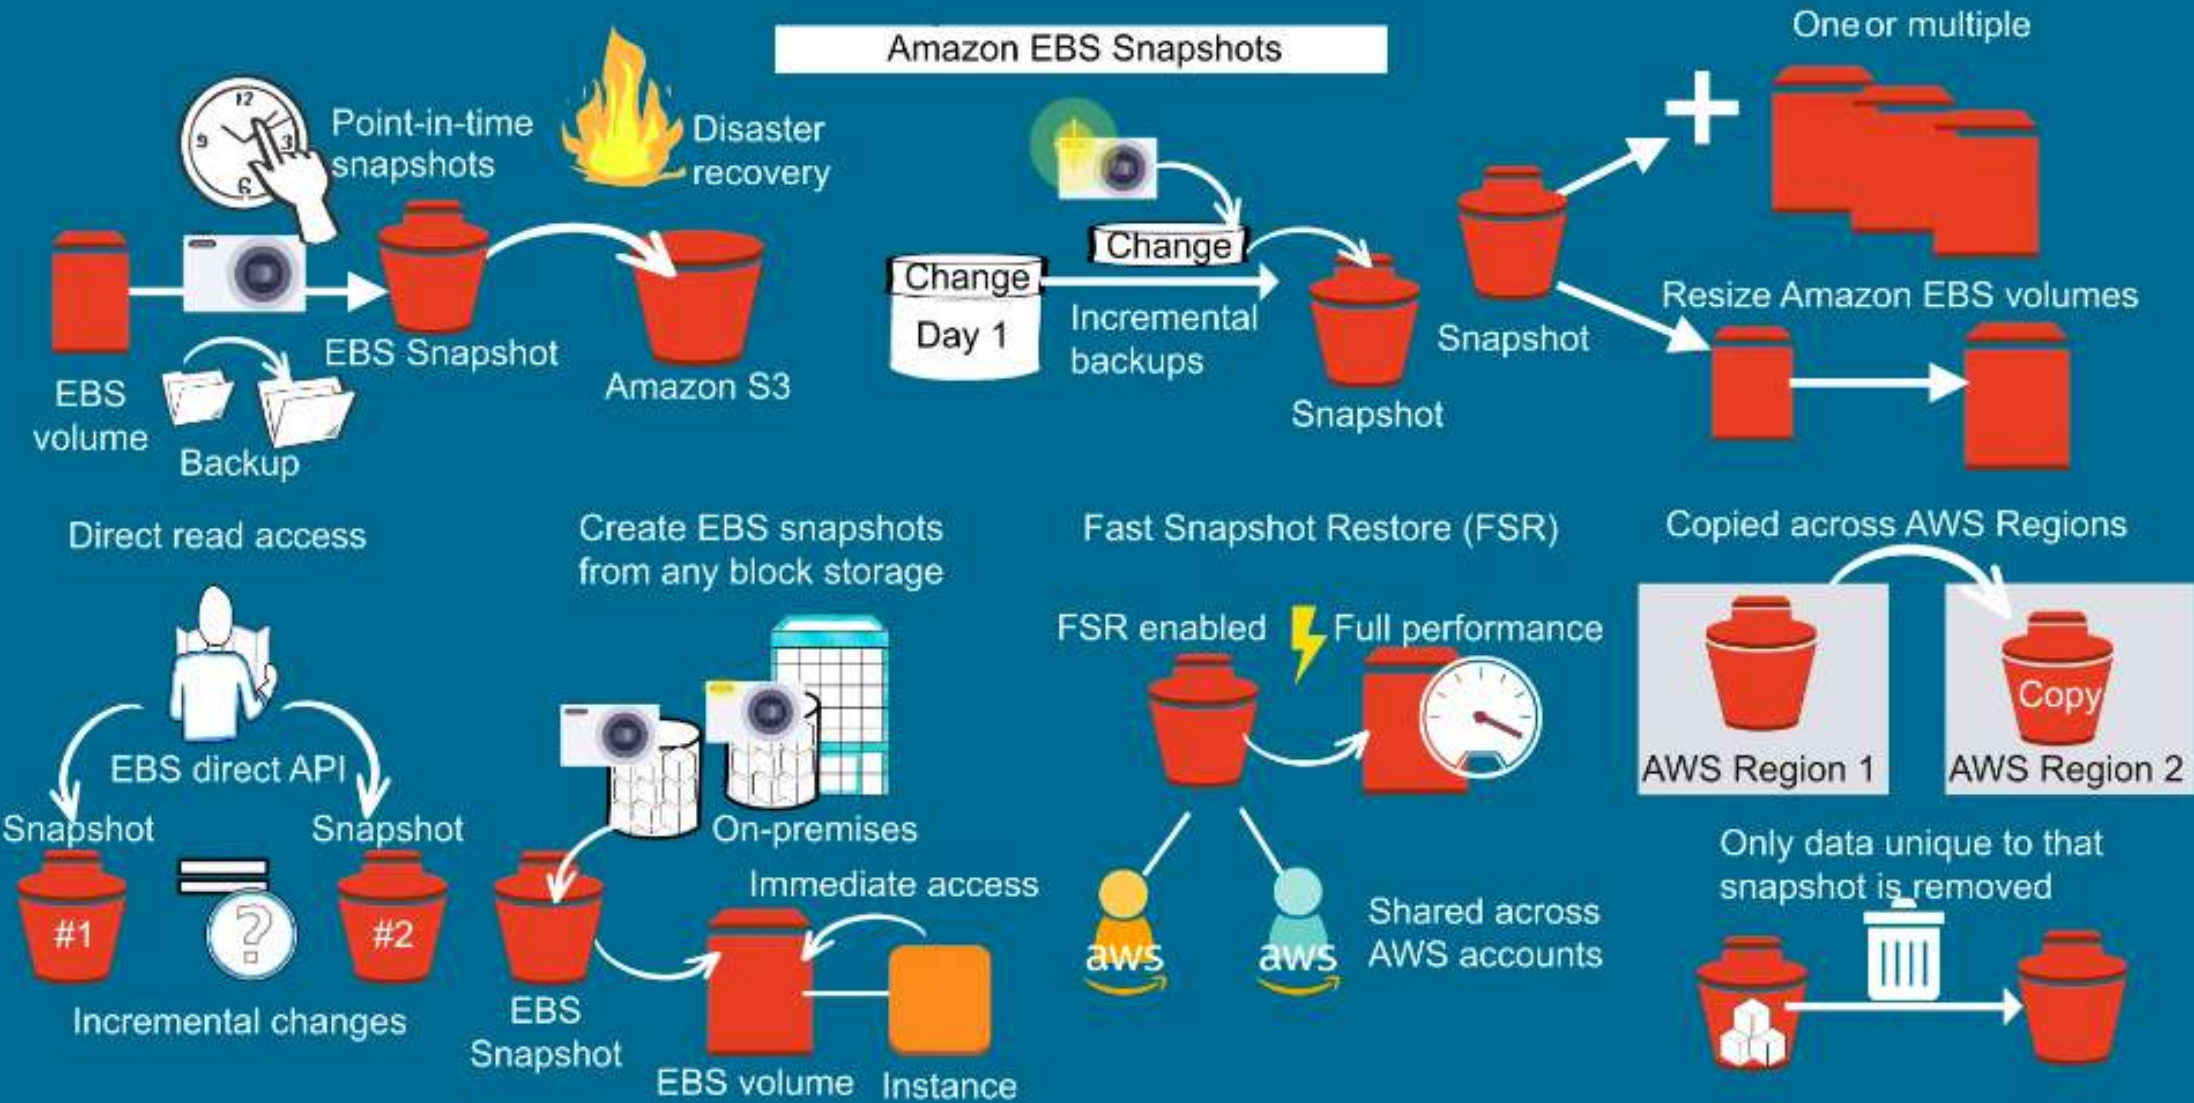 Amazon EBS Snapshots
12
3
9
6
Point-in-time
snapshots
Disaster
recovery
EBS
volume
Backup
EBS Snapshot
Amazon S3
Change
Change
Day 1
Incremental
backups
Snapshot
Snapshot
One or multiple
Resize Amazon EBS volumes
Direct read access
EBS direct API
Snapshot
#1
Snapshot
#2
?
Incremental changes
Create EBS snapshots
from any block storage
On-premises
Immediate access
EBS
Snapshot
EBS volume
Instance
Fast Snapshot Restore (FSR)
FSR enabled
Full performance
aws
aws
Shared across
AWS accounts
Copied across AWS Regions
AWS Region 1
Copy
AWS Region 2
Only data unique to that
snapshot is removed